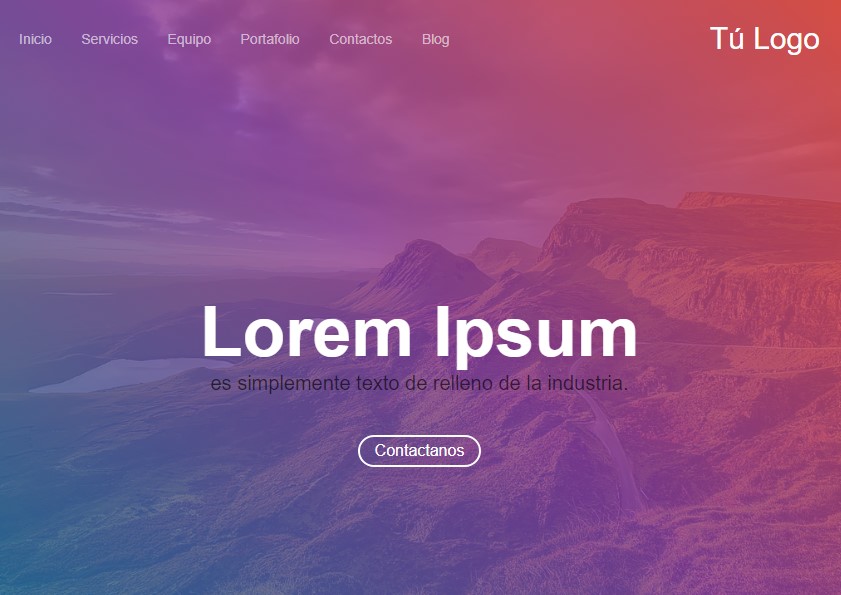 Inicio Servicios Equipo Portafolio Contactos Blog Tú Logo
Lorem Ipsum
es simplemente texto de relleno de la industria.
Contactanos